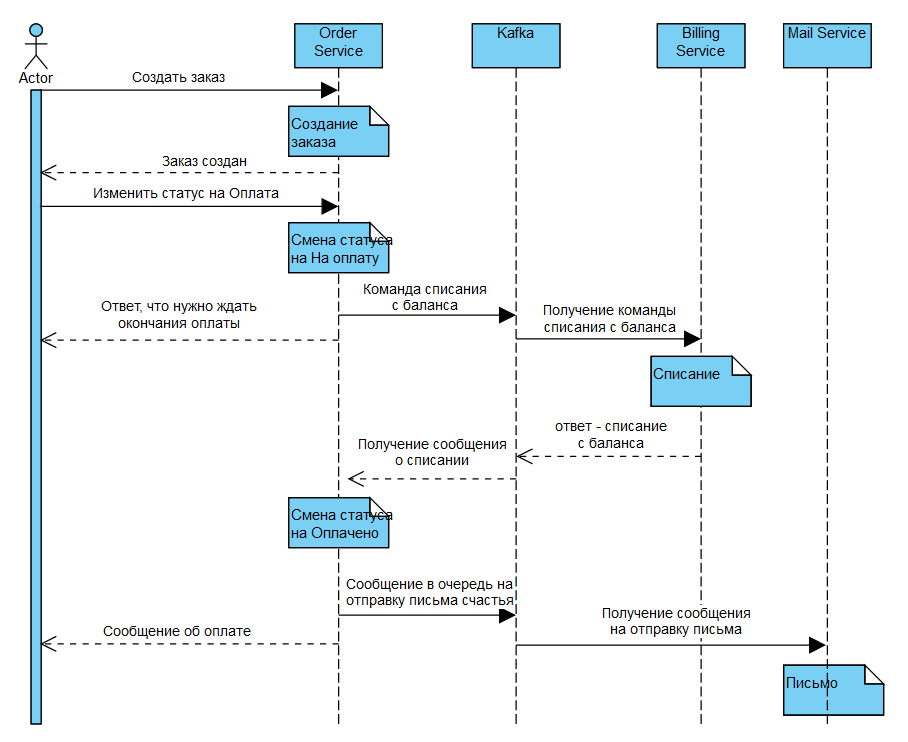 Order
Service
Kafka
Billing
Service
Mail Service
Actor
Создать заказ
Создание
заказа
Заказ создан
Изменить статус на Оплата
Смена статуса
на На оплату
Команда списания
с баланса
Ответ, что нужно ждать
окончания оплаты
Получение команды
списания с баланса
Списание
ответ - списание
с баланса
Получение сообщения
о списании
Смена статуса
на Оплачено
Сообщение в очередь на
отправку письма счастья
Получение сообщения
на отправку письма
Сообщение об оплате
Письмо